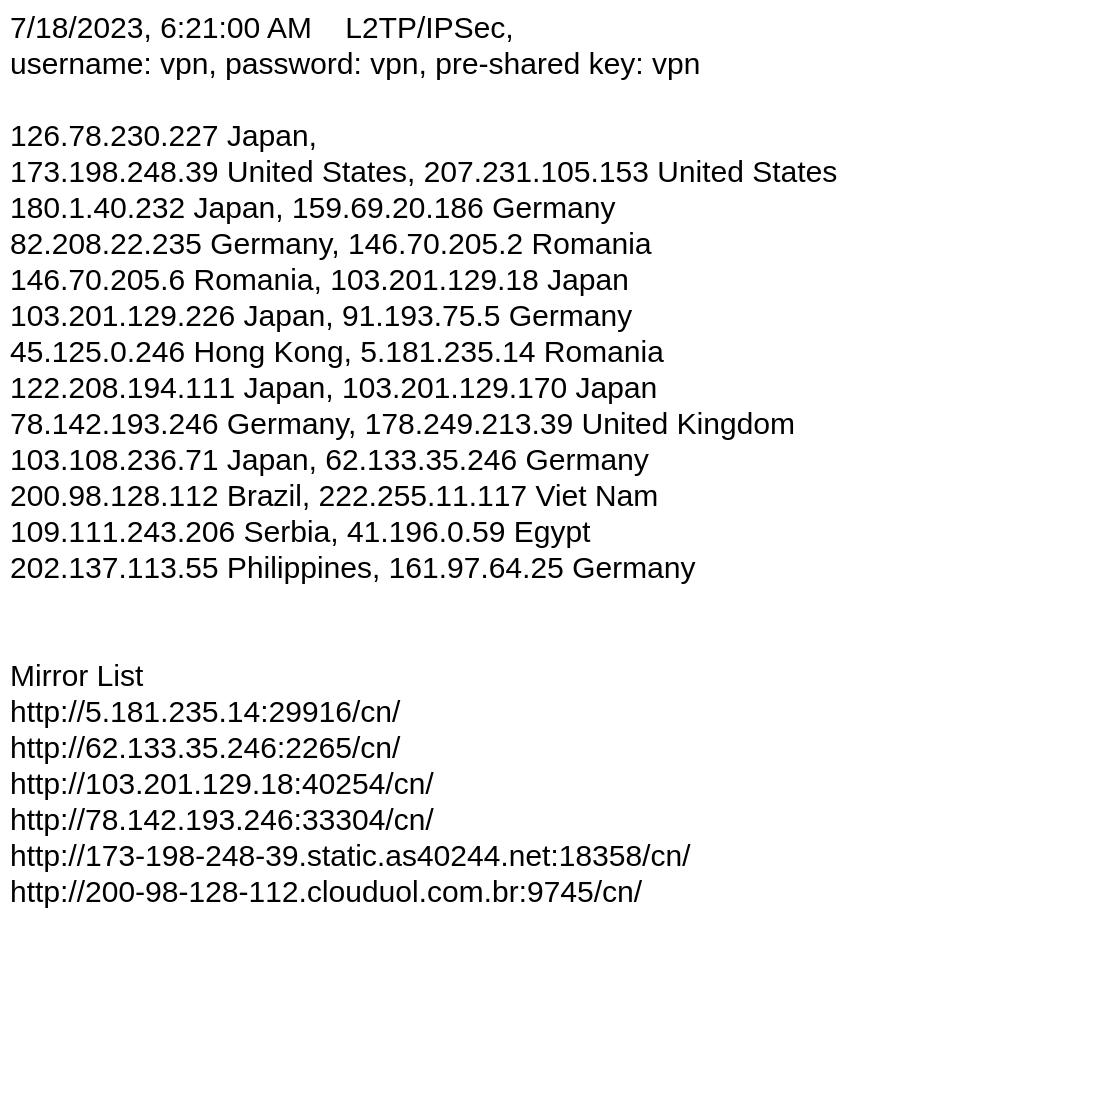 7/18/2023, 6:21:00 AM    L2TP/IPSec,
username: vpn, password: vpn, pre-shared key: vpn
126.78.230.227 Japan,
173.198.248.39 United States, 207.231.105.153 United States
180.1.40.232 Japan, 159.69.20.186 Germany
82.208.22.235 Germany, 146.70.205.2 Romania
146.70.205.6 Romania, 103.201.129.18 Japan
103.201.129.226 Japan, 91.193.75.5 Germany
45.125.0.246 Hong Kong, 5.181.235.14 Romania
122.208.194.111 Japan, 103.201.129.170 Japan
78.142.193.246 Germany, 178.249.213.39 United Kingdom
103.108.236.71 Japan, 62.133.35.246 Germany
200.98.128.112 Brazil, 222.255.11.117 Viet Nam
109.111.243.206 Serbia, 41.196.0.59 Egypt
202.137.113.55 Philippines, 161.97.64.25 Germany
Mirror List
http://5.181.235.14:29916/cn/
http://62.133.35.246:2265/cn/
http://103.201.129.18:40254/cn/
http://78.142.193.246:33304/cn/
http://173-198-248-39.static.as40244.net:18358/cn/
http://200-98-128-112.clouduol.com.br:9745/cn/